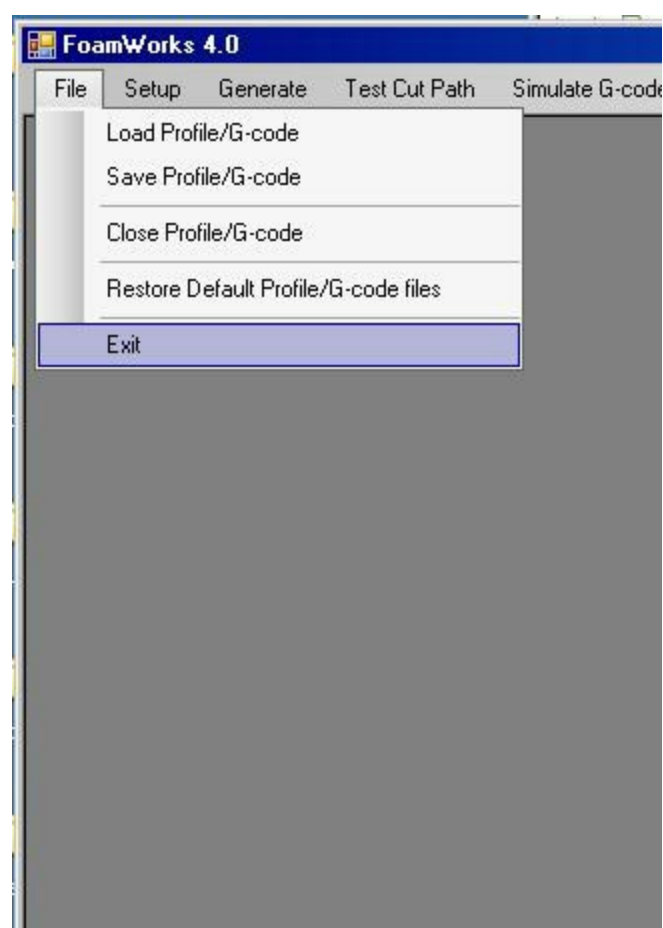 FoamWorks 4.0
File Setup Generate Test Cut Path Simulate G-code
Load Profile/G-code
Save Profile/G-code
Close Profile/G-code
Restore Default Profile/G-code files
Exit